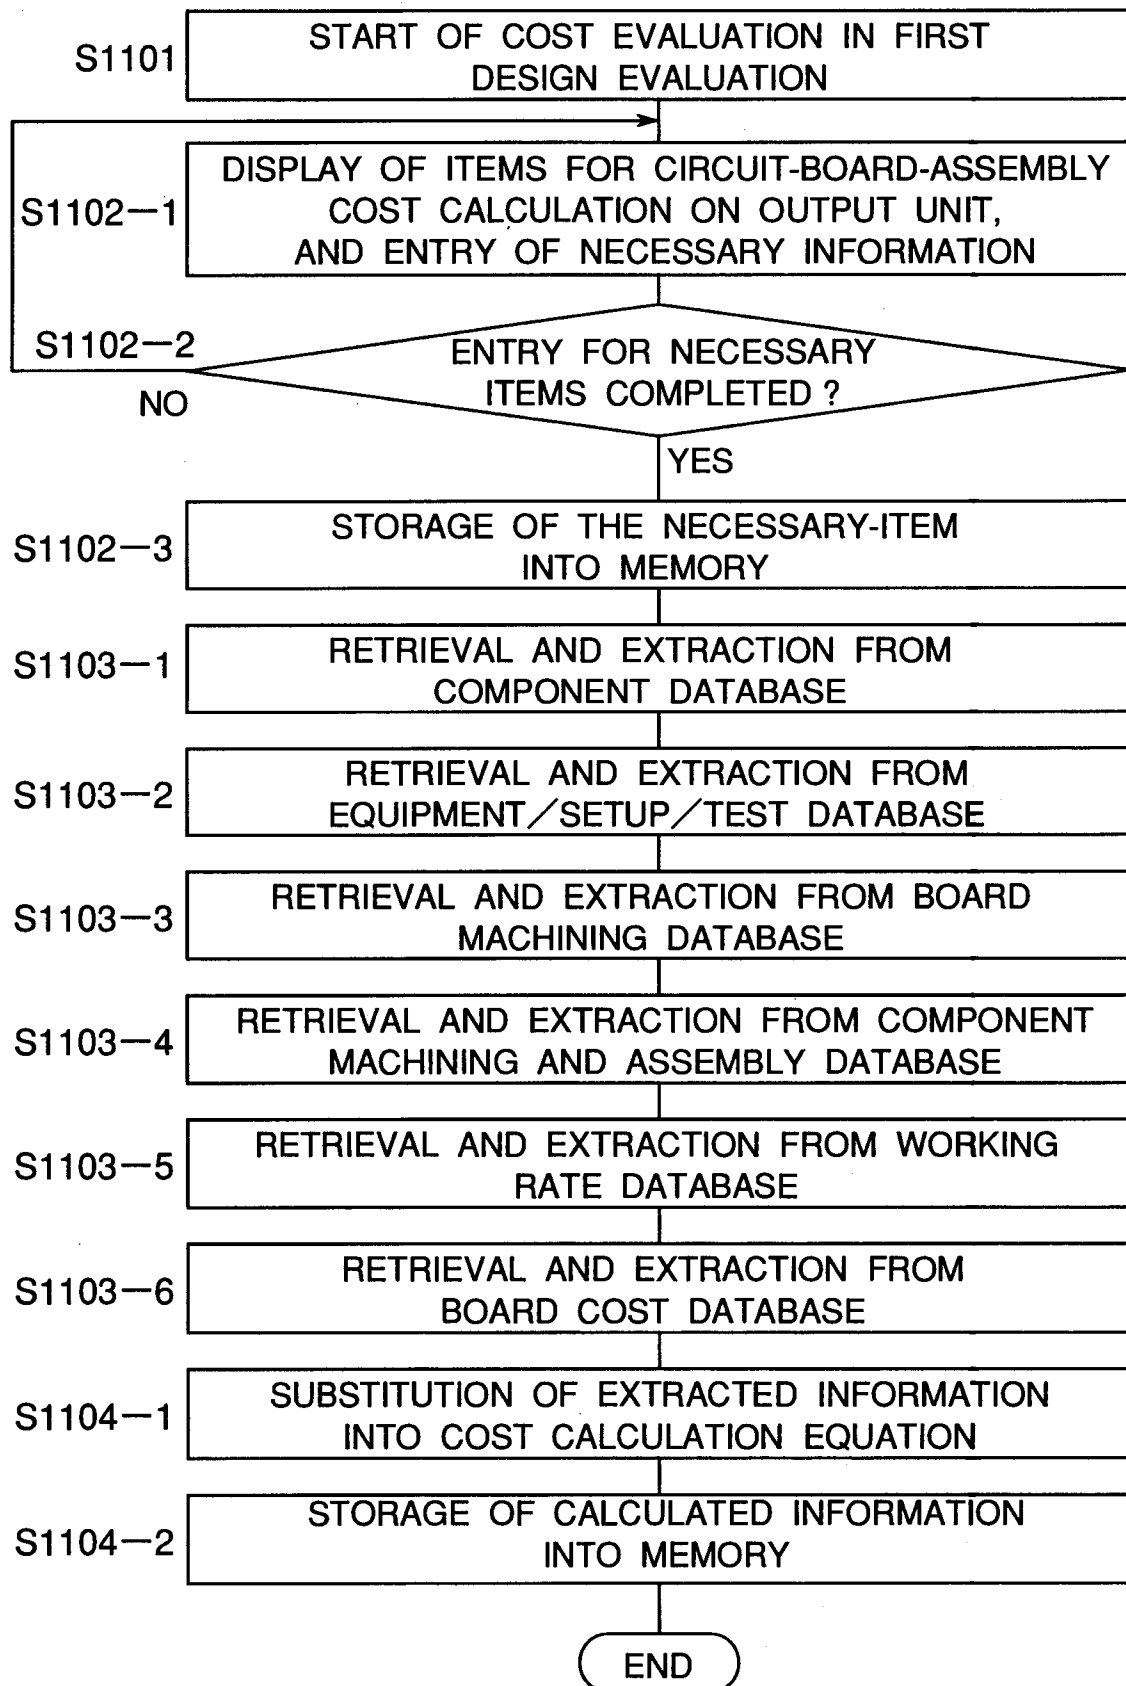 S1101
START OF COST EVALUATION IN FIRST
DESIGN EVALUATION
S1102-1
DISPLAY OF ITEMS FOR CIRCUIT-BOARD-ASSEMBLY
COST CALCULATION ON OUTPUT UNIT,
AND ENTRY OF NECESSARY INFORMATION
S1102-2
ENTRY FOR NECESSARY
ITEMS COMPLETED ?
NO
YES
S1102-3
STORAGE OF THE NECESSARY-ITEM
INTO MEMORY
S1103-1
RETRIEVAL AND EXTRACTION FROM
COMPONENT DATABASE
S1103-2
RETRIEVAL AND EXTRACTION FROM
EQUIPMENT/SETUP/TEST DATABASE
S1103-3
RETRIEVAL AND EXTRACTION FROM BOARD
MACHINING DATABASE
S1103-4
RETRIEVAL AND EXTRACTION FROM COMPONENT
MACHINING AND ASSEMBLY DATABASE
S1103-5
RETRIEVAL AND EXTRACTION FROM WORKING
RATE DATABASE
S1103-6
RETRIEVAL AND EXTRACTION FROM
BOARD COST DATABASE
S1104-1
SUBSTITUTION OF EXTRACTED INFORMATION
INTO COST CALCULATION EQUATION
S1104-2
STORAGE OF CALCULATED INFORMATION
INTO MEMORY
END